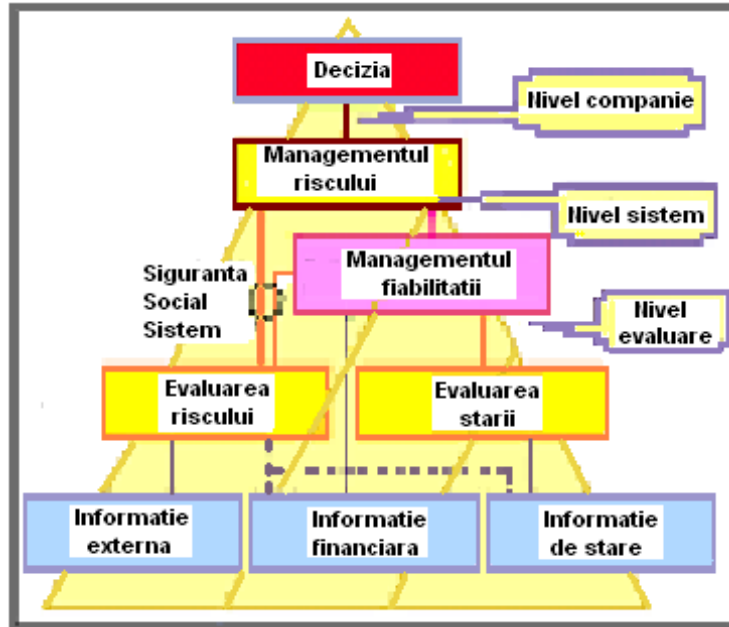 Decizia
Nivel companie
Managementul
riscului
Nivel sistem
Managementul
fiabilitatii
Siguranta
Social
Sistem
Nivel
evaluare
Evaluarea
riscului
Evaluarea
starii
Informatie
externa
Informatie
financiara
Informatie
de stare